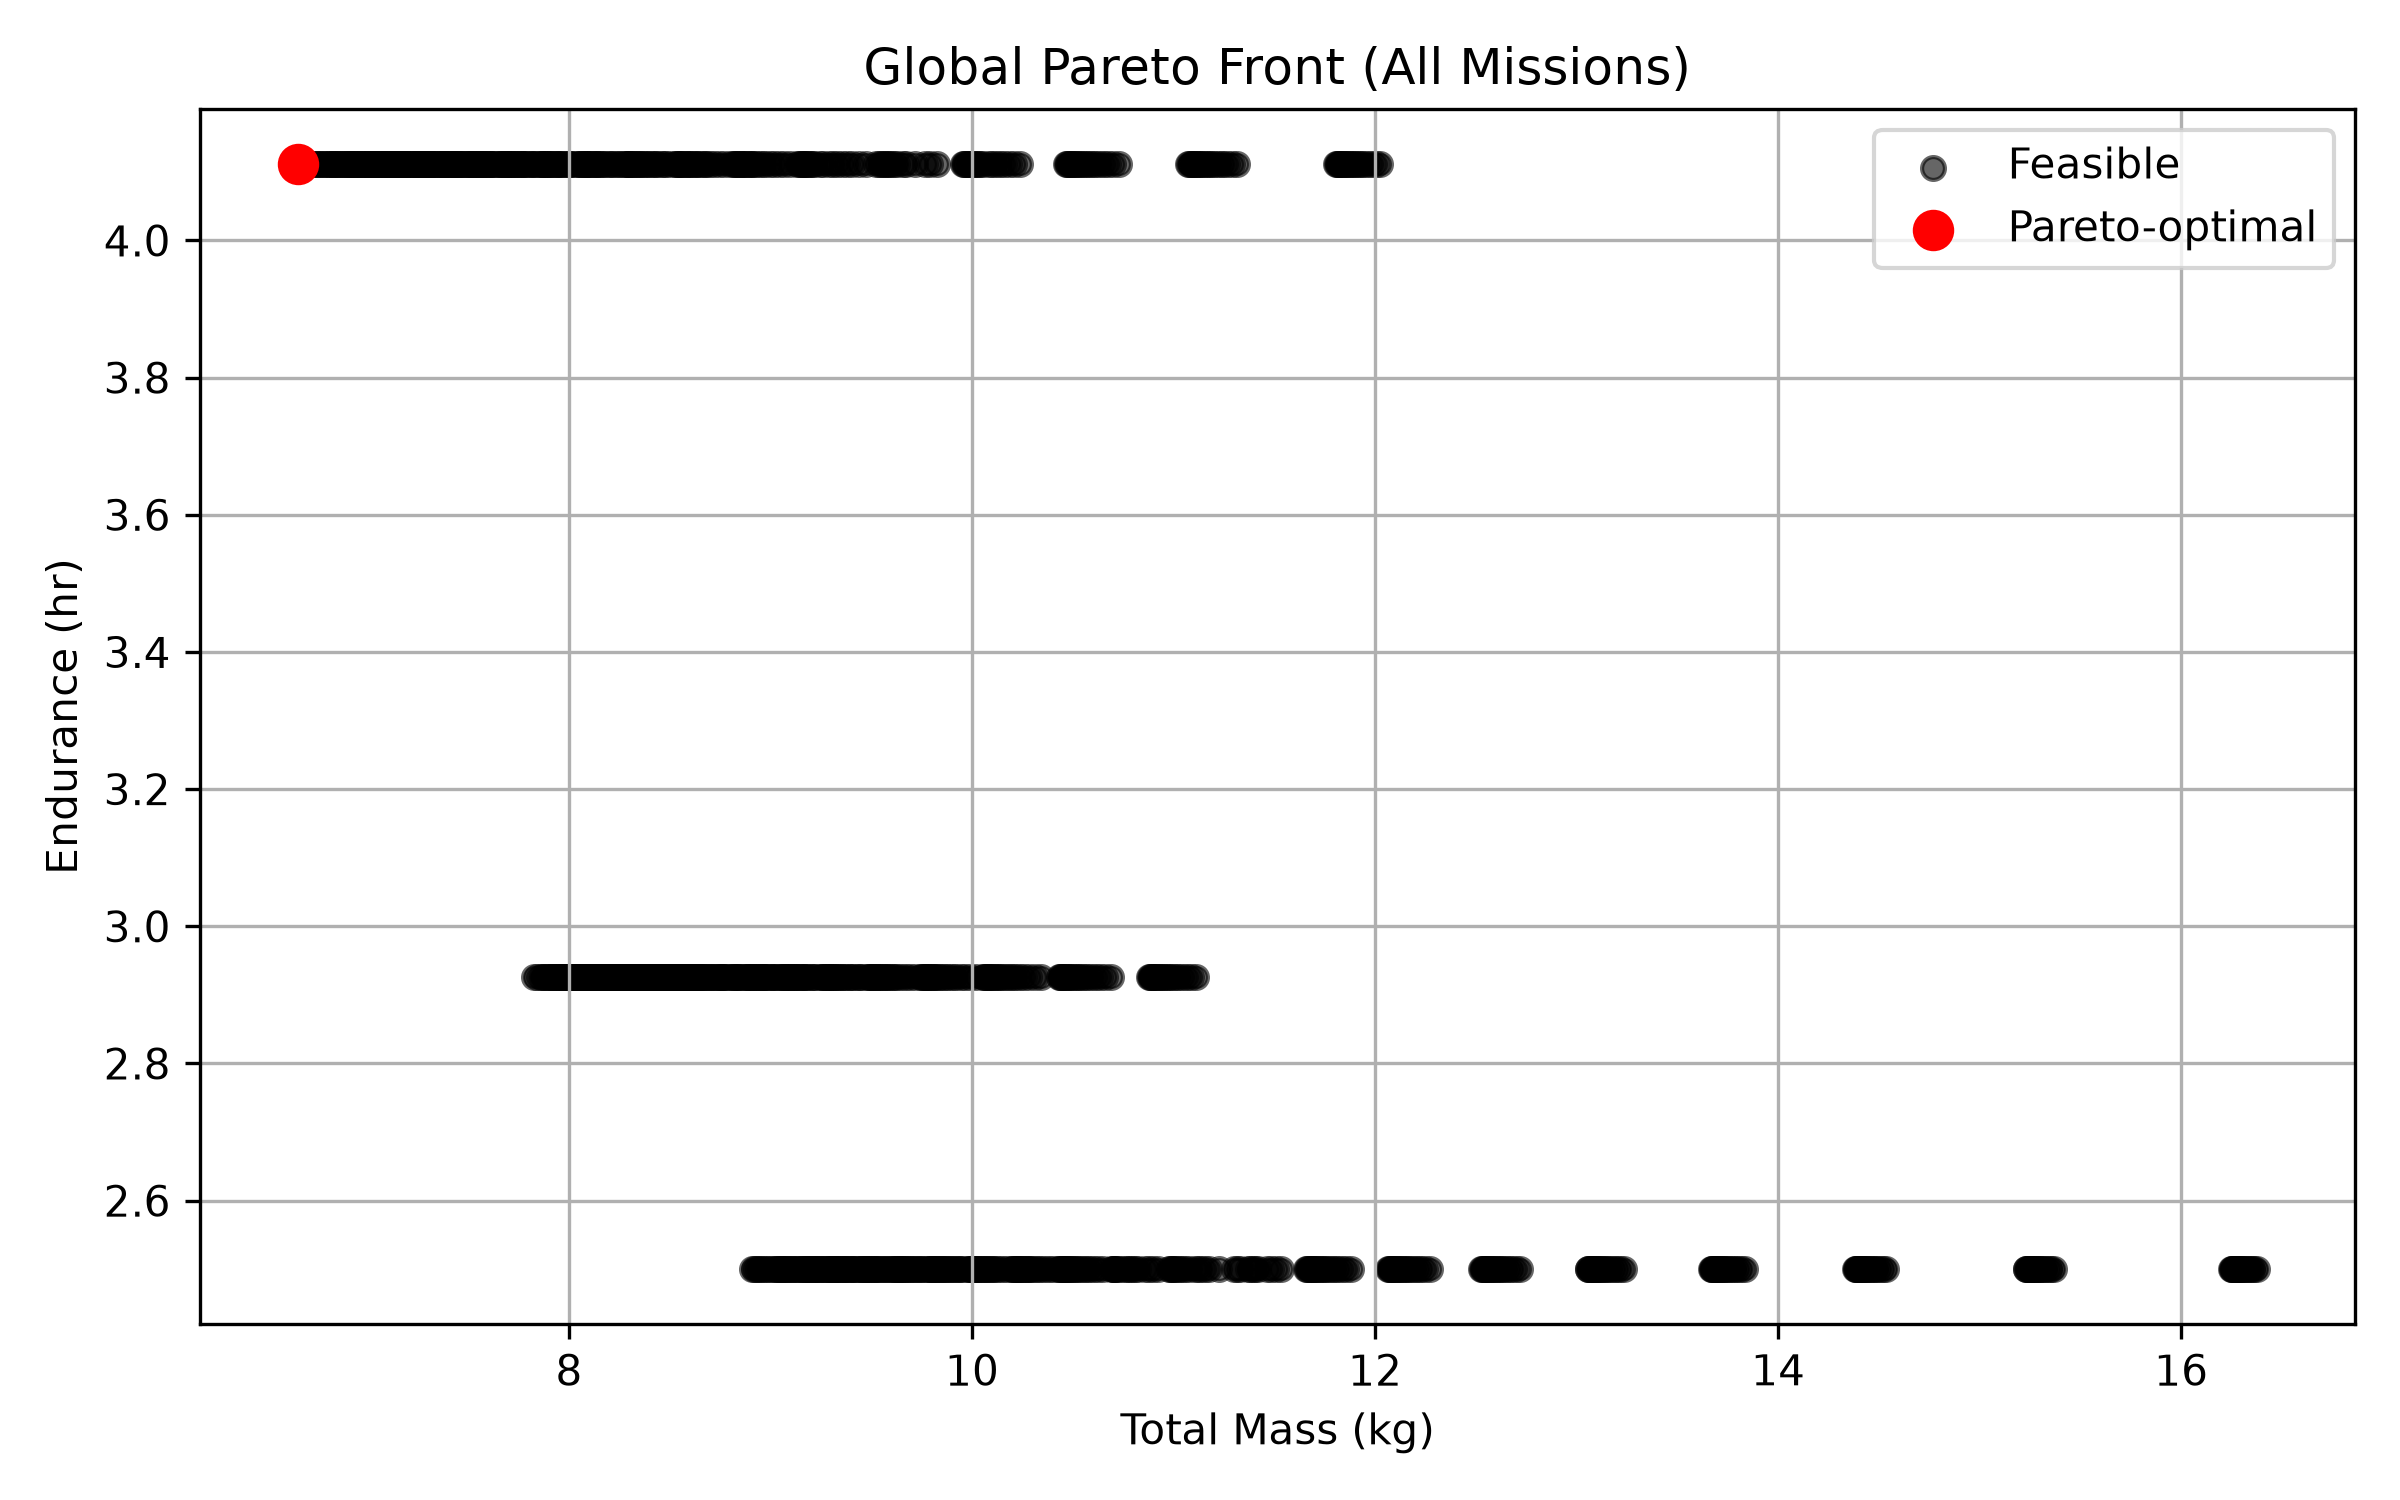 Global Pareto Front (All Missions)
Feasible
Pareto-optimal
4.0
3.8
3.6
3.4
3.2
3.0
2.8
2.6
Endurance (hr)
8 10 12 14 16
Total Mass (kg)